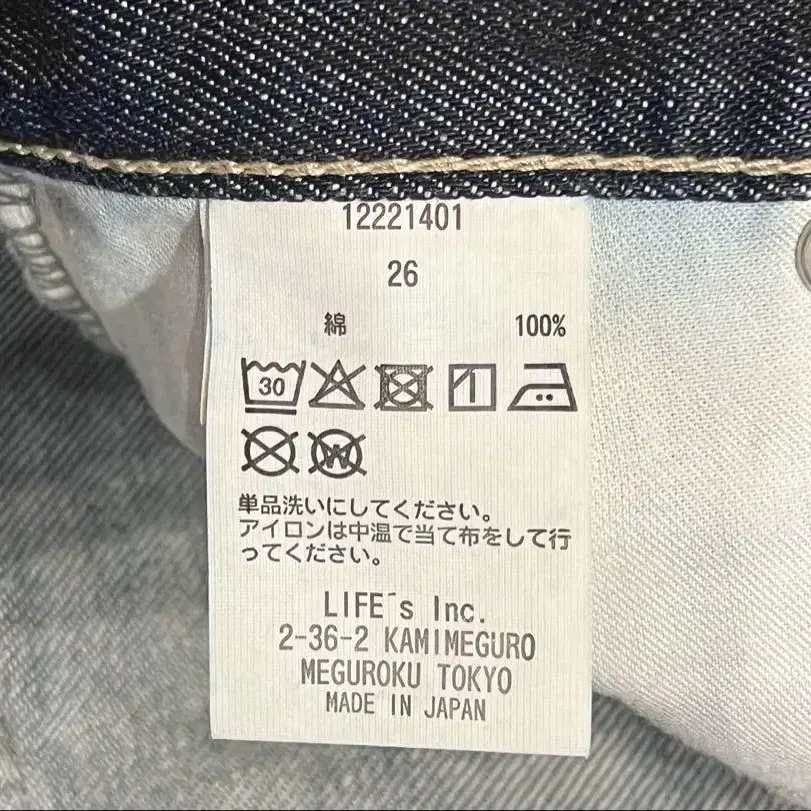 12221401
26
綿 100%
30
W
単品洗いにしてください。
アイロンは中温で当て布をして行
ってください。
LIFE´s Inc.
2-36-2 KAMIMEGURO
MEGUROKU TOKYO
MADE IN JAPAN